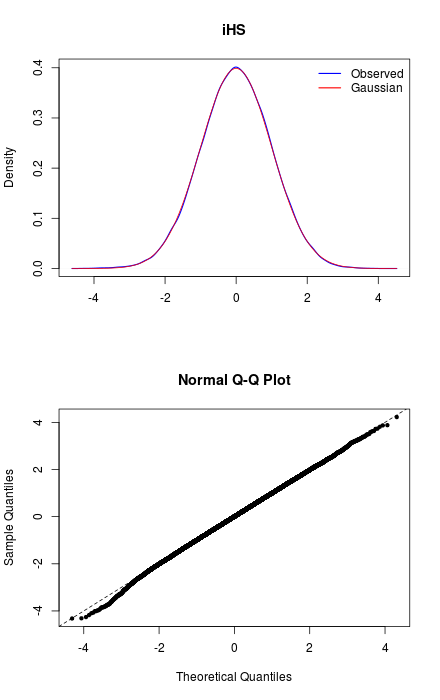 iHS
Density
0.0 0.1 0.2 0.3 0.4
Observed
Gaussian
-4 -2 0 2 4
Normal Q-Q Plot
Sample Quantiles
-4 -2 0 2 4
-4 -2 0 2 4
Theoretical Quantiles